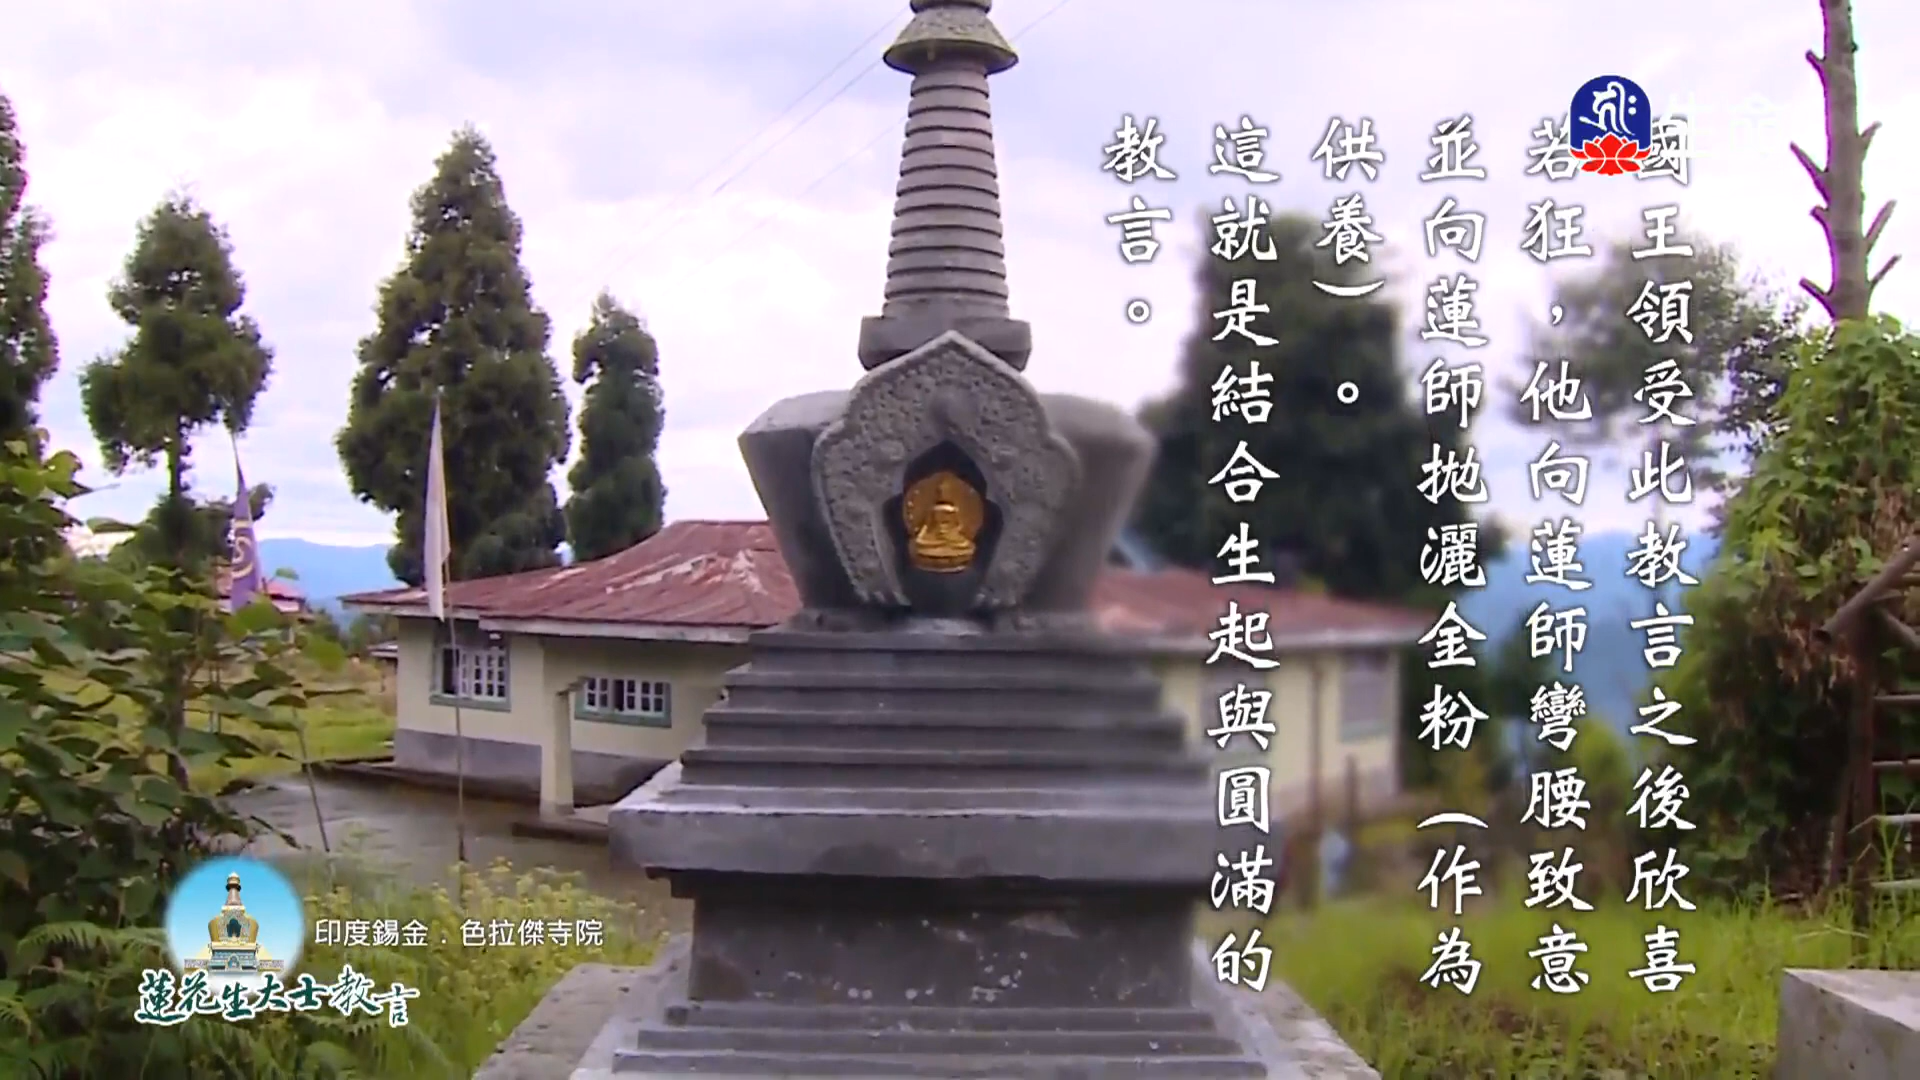 國王領受此教言之後欣喜
若狂，他向蓮師彎腰致意
並向蓮師拋灑金粉（作為
供養）。
這就是結合生起與圓滿的
教言。
印度錫金．色拉傑寺院
蓮花生大士教言